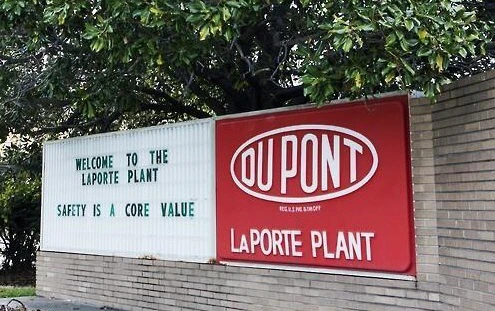 WELCOME TO THE
LAPORTE PLANT
SAFETY IS A CORE VALUE
DU PONT
REG. U.S. PAT. & TM OFF.
LAPORTE PLANT